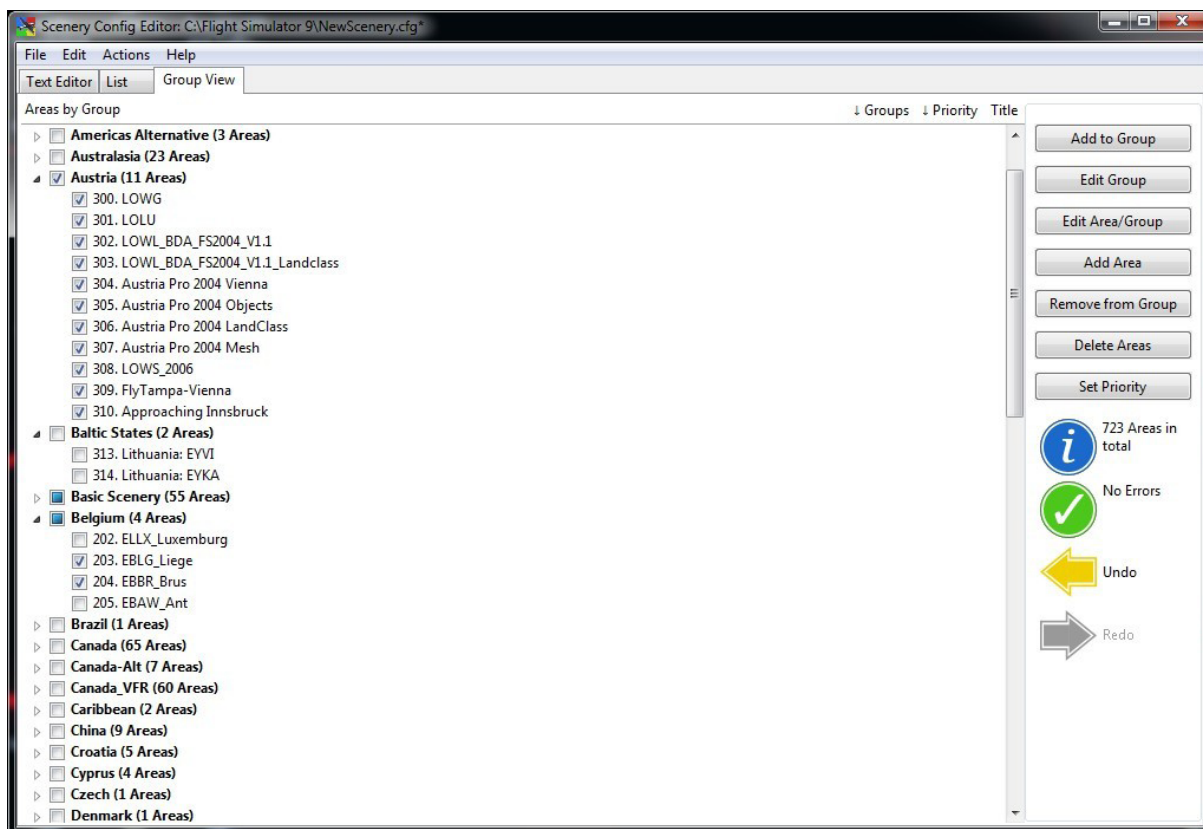 Scenery Config Editor: C:\Flight Simulator 9\NewScenery.cfg*
File Edit Actions Help
Text Editor List Group View
Areas by Group ↓ Groups ↓ Priority Title
Americas Alternative (3 Areas)
Australasia (23 Areas)
Austria (11 Areas)
300. LOWG
301. LOLU
302. LOWL_BDA_FS2004_V1.1
303. LOWL_BDA_FS2004_V1.1_Landclass
304. Austria Pro 2004 Vienna
305. Austria Pro 2004 Objects
306. Austria Pro 2004 LandClass
307. Austria Pro 2004 Mesh
308. LOWS_2006
309. FlyTampa-Vienna
310. Approaching Innsbruck
Baltic States (2 Areas)
313. Lithuania: EYVI
314. Lithuania: EYKA
Basic Scenery (55 Areas)
Belgium (4 Areas)
202. ELLX_Luxemburg
203. EBLG_Liege
204. EBBR_Brus
205. EBAW_Ant
Brazil (1 Areas)
Canada (65 Areas)
Canada-Alt (7 Areas)
Canada_VFR (60 Areas)
Caribbean (2 Areas)
China (9 Areas)
Croatia (5 Areas)
Cyprus (4 Areas)
Czech (1 Areas)
Denmark (1 Areas)
Add to Group
Edit Group
Edit Area/Group
Add Area
Remove from Group
Delete Areas
Set Priority
723 Areas in
total
No Errors
Undo
Redo